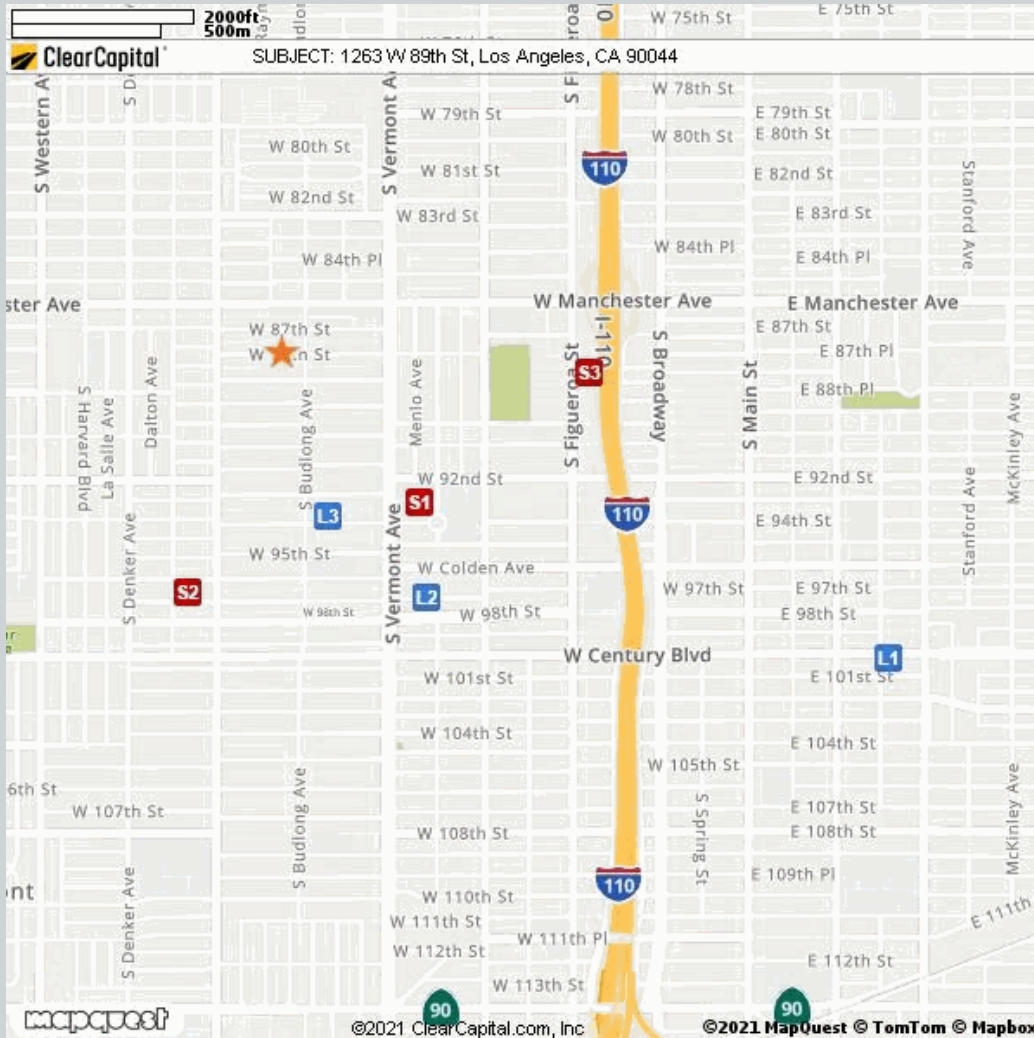 2000ft
500m
W 75th St
E 75th St
ClearCapital
SUBJECT: 1263 W 89th St, Los Angeles, CA 90044
S Western Av
S Vermont Av
W 78th St
W 79th St
E 79th St
W 80th St
E 80th St
W 80th St
110
W 81st St
E 82nd St
W 82nd St
W 83rd St
E 83rd St
Stanford Ave
W 84th Pl
W 84th Pl
E 84th Pl
ster Ave
W Manchester Ave
E Manchester Ave
W 87th St
I-110
E 87th St
E 87th Pl
S3
E 88th Pl
S Harvard Blvd
La Salle Ave
Dalton Ave
S Budlong Ave
Menlo Ave
S Figueroa St
S Broadway
S Main St
McKinley Ave
W 92nd St
E 92nd St
S1
L3
110
E 94th St
Stanford Ave
S Denker Ave
W 95th St
S Vermont Ave
W Colden Ave
S2
L2
W 97th St
E 97th St
W 98th St
W 98th St
E 98th St
W Century Blvd
L1
W 101st St
E 101st St
W 104th St
E 104th St
W 105th St
6th St
W 107th St
S Budlong Ave
S Spring St
E 107th St
McKinley Ave
W 108th St
E 108th St
110
E 109th Pl
ont
S Denker Ave
W 110th St
W 111th St
W 111th Pl
E 111th
W 112th St
E 112th St
W 113th St
90
90
mapquest
©2021 ClearCapital.com, Inc
©2021 MapQuest © TomTom © Mapbox